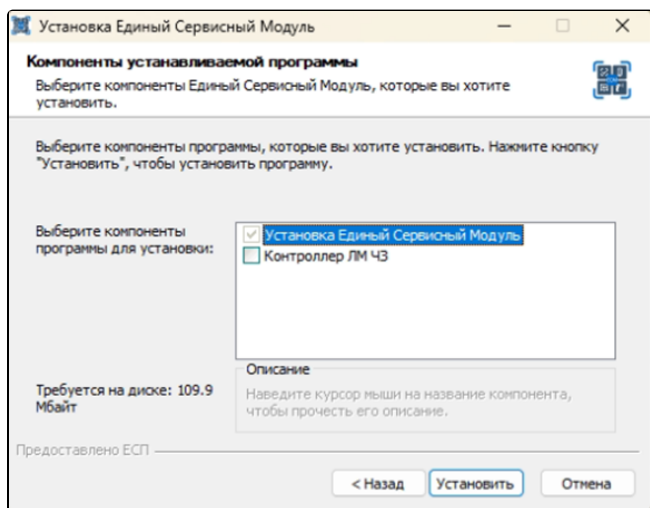 Установка Единый Сервисный Модуль
Компоненты устанавливаемой программы
Выберите компоненты Единый Сервисный Модуль, которые вы хотите
установить.
Выберите компоненты программы, которые вы хотите установить. Нажмите кнопку
"Установить", чтобы установить программу.
Выберите компоненты
программы для установки:
Установка Единый Сервисный Модуль
Контроллер ЛМ ЧЗ
Требуется на диске: 109.9
Мбайт
Описание
Наведите курсор мыши на название компонента,
чтобы прочесть его описание.
Предоставлено ЕСП
< Назад
Установить
Отмена